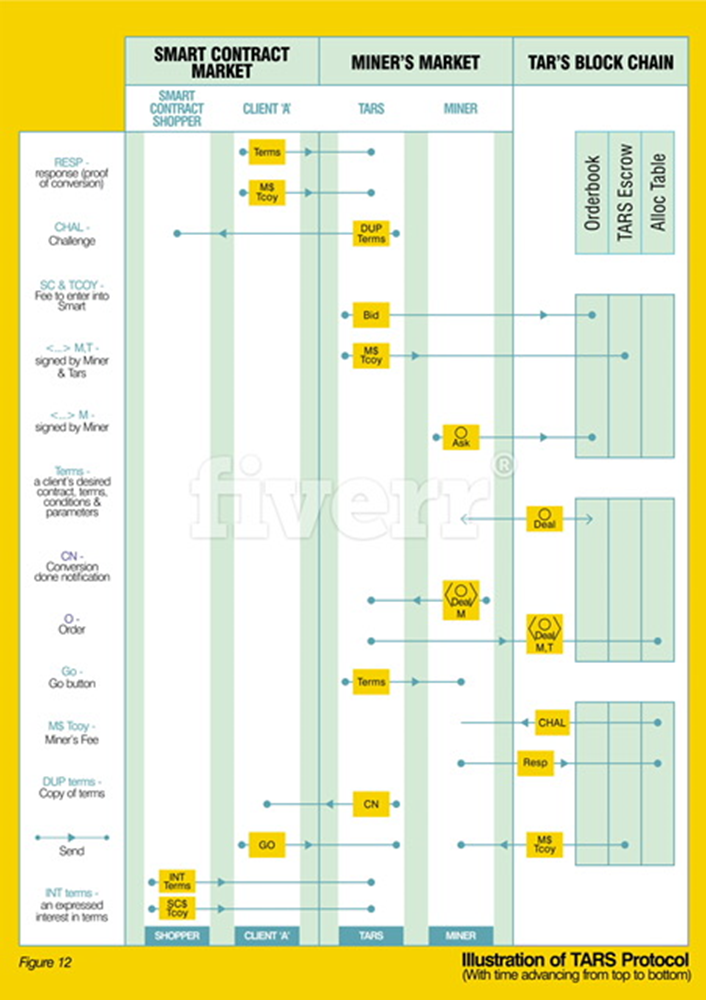 SMART CONTRACT
MARKET
MINER'S MARKET
TAR'S BLOCK CHAIN
SMART
CONTRACT
SHOPPER
CLIENT 'A'
TARS
MINER
Orderbook
TARS Escrow
Alloc Table
RESP -
response (proof
of conversion)
CHAL -
Challenge
SC & TCOY -
Fee to enter into
Smart
<...> M,T -
signed by Miner
& Tars
<...> M -
signed by Miner
Terms -
a client's desired
contract, terms,
conditions &
parameters
CN -
Conversion
done notification
O -
Order
Go -
Go button
M$ Tcoy -
Miner's Fee
DUP terms -
Copy of terms
Send
INT terms -
an expressed
interest in terms
Terms
M$
Tcoy
DUP
Terms
Bid
M$
Tcoy
Ask
fiverr®
Deal
Deal
M
Deal
M,T
Terms
CHAL
Resp
CN
GO
M$
Tcoy
INT
Terms
SC$
Tcoy
SHOPPER
CLIENT 'A'
TARS
MINER
Figure 12
Illustration of TARS Protocol
(With time advancing from top to bottom)